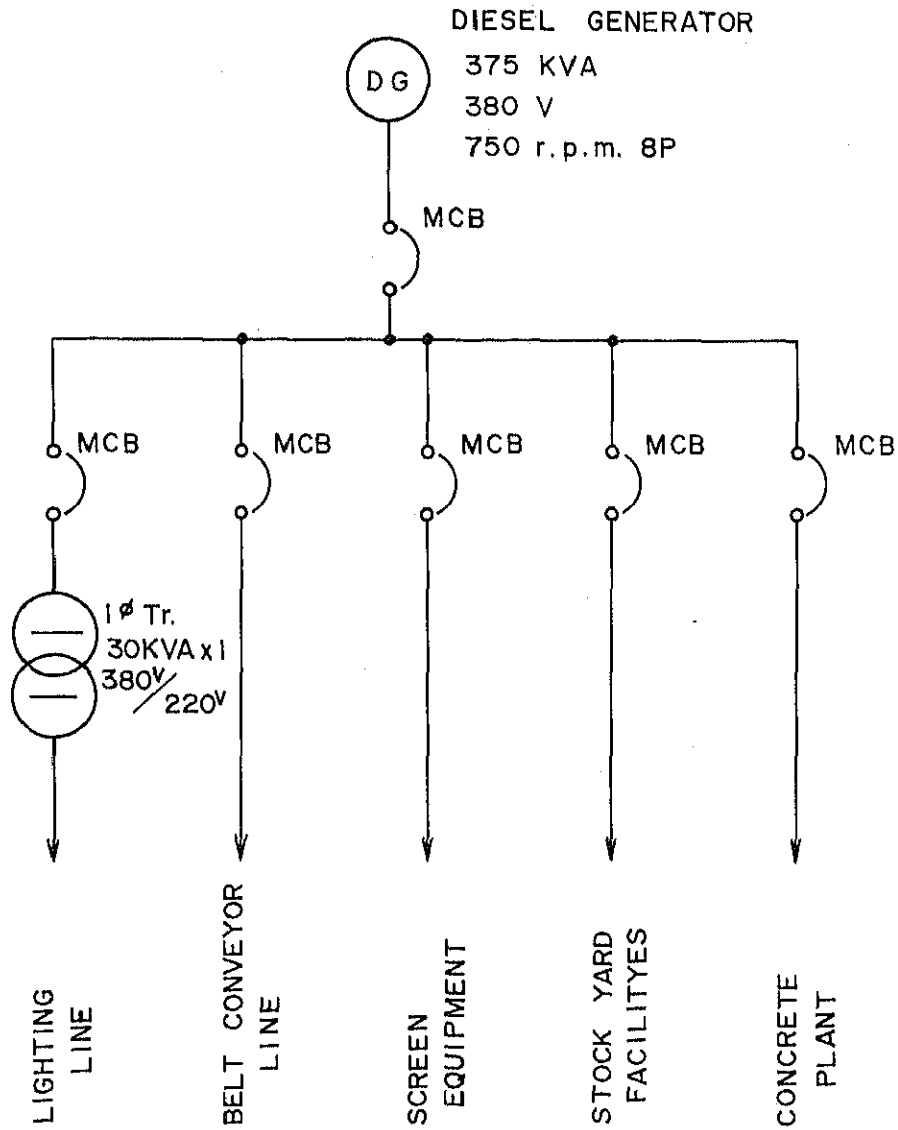 DIESEL GENERATOR
DG
375 KVA
380 V
750 r.p.m. 8P
MCB
MCB
MCB
MCB
MCB
MCB
1ø Tr.
30KVA x 1
380V
/220V
LIGHTING
LINE
BELT CONVEYOR
LINE
SCREEN
EQUIPMENT
STOCK YARD
FACILITYES
CONCRETE
PLANT